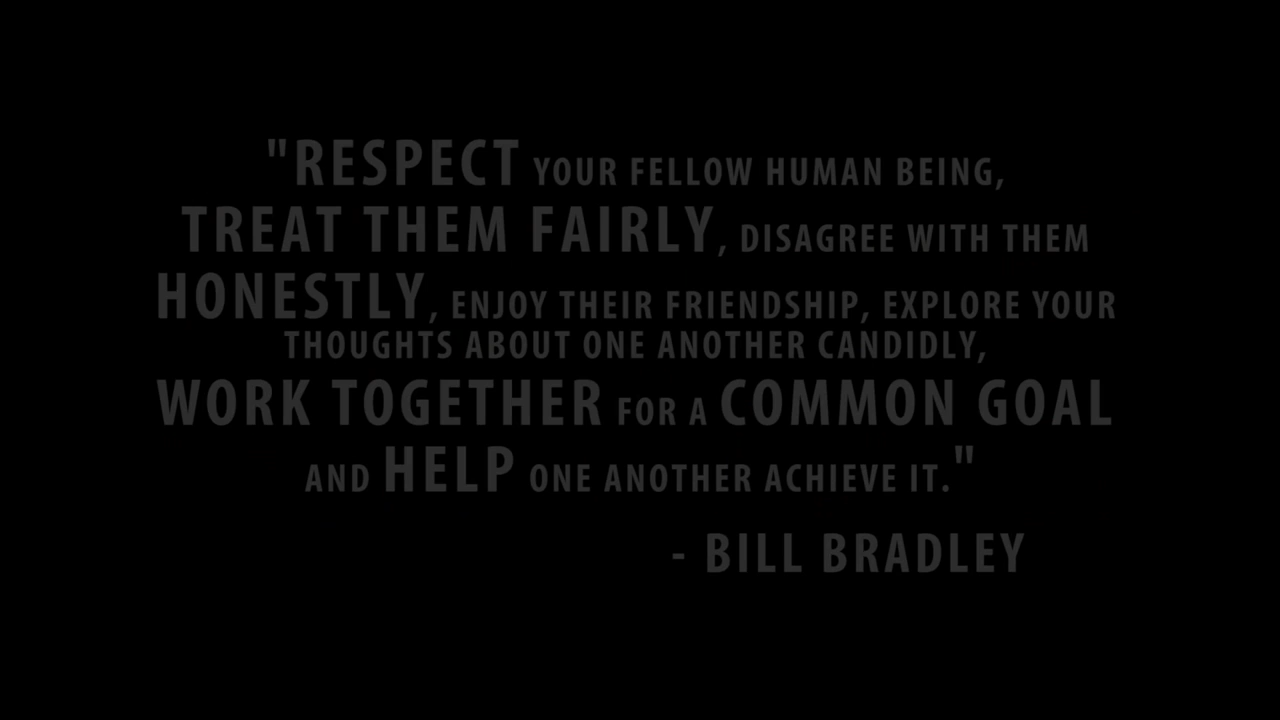 "RESPECT YOUR FELLOW HUMAN BEING,
TREAT THEM FAIRLY, DISAGREE WITH THEM
HONESTLY, ENJOY THEIR FRIENDSHIP, EXPLORE YOUR
THOUGHTS ABOUT ONE ANOTHER CANDIDLY,
WORK TOGETHER FOR A COMMON GOAL
AND HELP ONE ANOTHER ACHIEVE IT."
- BILL BRADLEY